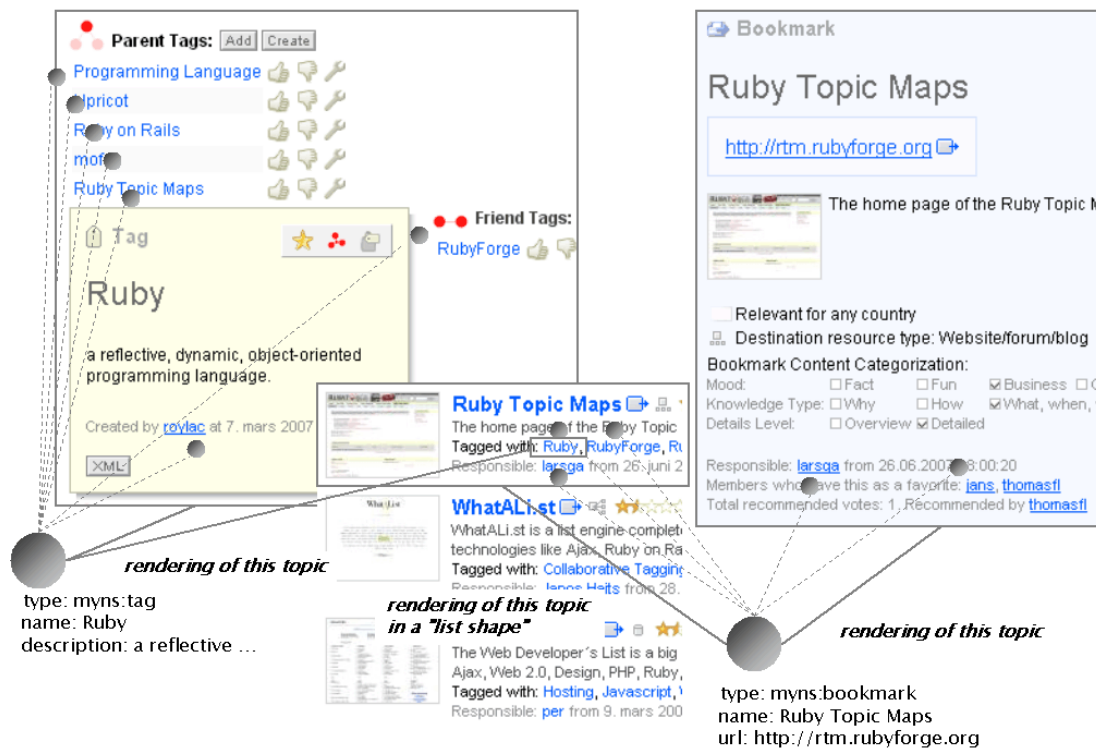 Parent Tags: Add Create
Programming Language
Ruby on Rails
Ruby Topic Maps
Tag
Ruby
a reflective, dynamic, object-oriented
programming language.
Created by roylac at 7. mars 2007
XML
Friend Tags:
RubyForge
Bookmark
Ruby Topic Maps
http://rtm.rubyforge.org
The home page of the Ruby Topic
Relevant for any country
Destination resource type: Website/forum/blog
Bookmark Content Categorization:
Mood: Fact Fun Business
Knowledge Type: Why How What, when,
Details Level: Overview Detailed
Responsible: larsga from 26.06.2007 :00:20
Members who have this as a favorite: jans, thomasfl
Total recommended votes: 1, Recommended by thomasfl
Ruby Topic Maps
The home page of the Ruby Topic
Tagged with: Ruby, RubyForge,
Responsible: larsga from 26. juni 2
WhatALi.st
WhatALi.st is a list engine complet
technologies like Ajax, Ruby on Ra
Tagged with: Collaborative Tagging
Responsible: Janos Haits from 28.
The Web Developer´s List is a big
Ajax, Web 2.0, Design, PHP, Ruby,
Tagged with: Hosting, Javascript,
Responsible: per from 9. mars 200
rendering of this topic
type: myns:tag
name: Ruby
description: a reflective ...
rendering of this topic
in a "list shape"
rendering of this topic
type: myns:bookmark
name: Ruby Topic Maps
url: http://rtm.rubyforge.org